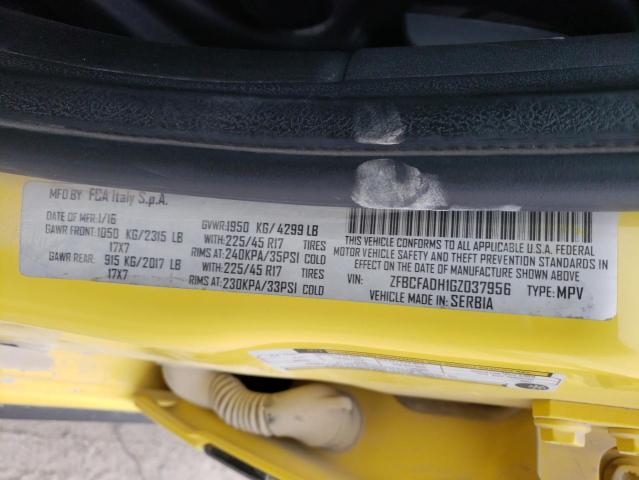 MFD BY FCA Italy S.p.A.
DATE OF MFR:1/16 GVWR:1950 KG/4299 LB
GAWR FRONT:1050 KG/2315 LB WITH:225/45 R17 TIRES
17X7 RIMS AT:240KPA/35PSI COLD
GAWR REAR: 915 KG/2017 LB WITH:225/45 R17 TIRES
17X7 RIMS AT:230KPA/33PSI COLD
THIS VEHICLE CONFORMS TO ALL APPLICABLE U.S.A. FEDERAL
MOTOR VEHICLE SAFETY AND THEFT PREVENTION STANDARDS
IN EFFECT ON THE DATE OF MANUFACTURE SHOWN ABOVE.
VIN: ZFBCFADH1GZ037956 TYPE: MPV
VEHICLE MADE IN SERBIA